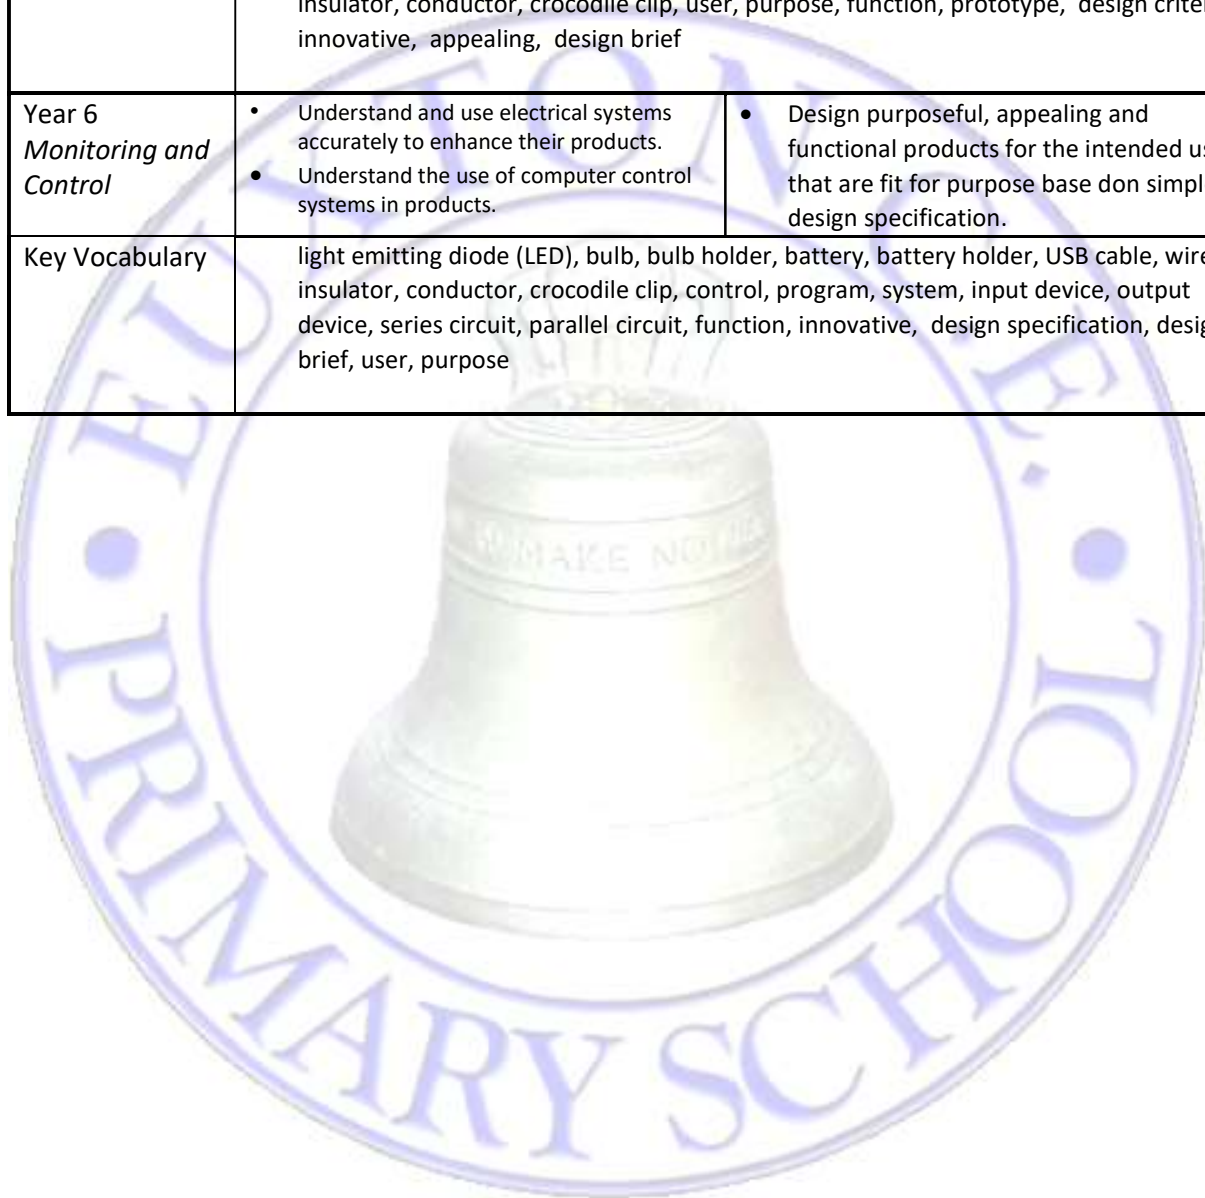 insulator, conductor, crocodile clip, user, purpose, function, prototype, design criter
innovative, appealing, design brief
Year 6
Monitoring and
Control
• Understand and use electrical systems
accurately to enhance their products.
• Understand the use of computer control
systems in products.
• Design purposeful, appealing and
functional products for the intended us
that are fit for purpose base don simpl
design specification.
Key Vocabulary
light emitting diode (LED), bulb, bulb holder, battery, battery holder, USB cable, wire
insulator, conductor, crocodile clip, control, program, system, input device, output
device, series circuit, parallel circuit, function, innovative, design specification, desig
brief, user, purpose
EUXTON C.E.
MAKE
• PRIMARY SCHOOL •